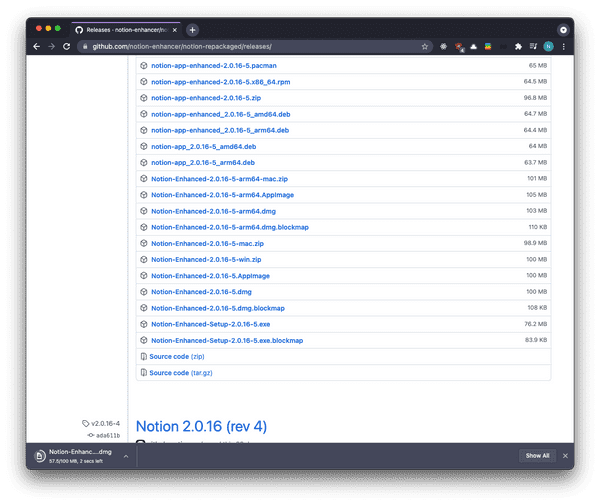 Releases · notion-enhancer/no
github.com/notion-enhancer/notion-repackaged/releases/
N
notion-app-enhanced-2.0.16-5.pacman 65 MB
notion-app-enhanced-2.0.16-5.x86_64.rpm 64.5 MB
notion-app-enhanced-2.0.16-5.zip 96.8 MB
notion-app-enhanced_2.0.16-5_amd64.deb 64.7 MB
notion-app-enhanced_2.0.16-5_arm64.deb 64.4 MB
notion-app_2.0.16-5_amd64.deb 64 MB
notion-app_2.0.16-5_arm64.deb 63.7 MB
Notion-Enhanced-2.0.16-5-arm64-mac.zip 101 MB
Notion-Enhanced-2.0.16-5-arm64.AppImage 105 MB
Notion-Enhanced-2.0.16-5-arm64.dmg 103 MB
Notion-Enhanced-2.0.16-5-arm64.dmg.blockmap 110 KB
Notion-Enhanced-2.0.16-5-mac.zip 98.9 MB
Notion-Enhanced-2.0.16-5-win.zip 100 MB
Notion-Enhanced-2.0.16-5.AppImage 100 MB
Notion-Enhanced-2.0.16-5.dmg 100 MB
Notion-Enhanced-2.0.16-5.dmg.blockmap 108 KB
Notion-Enhanced-Setup-2.0.16-5.exe 76.2 MB
Notion-Enhanced-Setup-2.0.16-5.exe.blockmap 83.9 KB
Source code (zip)
Source code (tar.gz)
v2.0.16-4
ada611b
Notion 2.0.16 (rev 4)
Notion-Enhanc....dmg
57.5/100 MB, 2 secs left
Show All